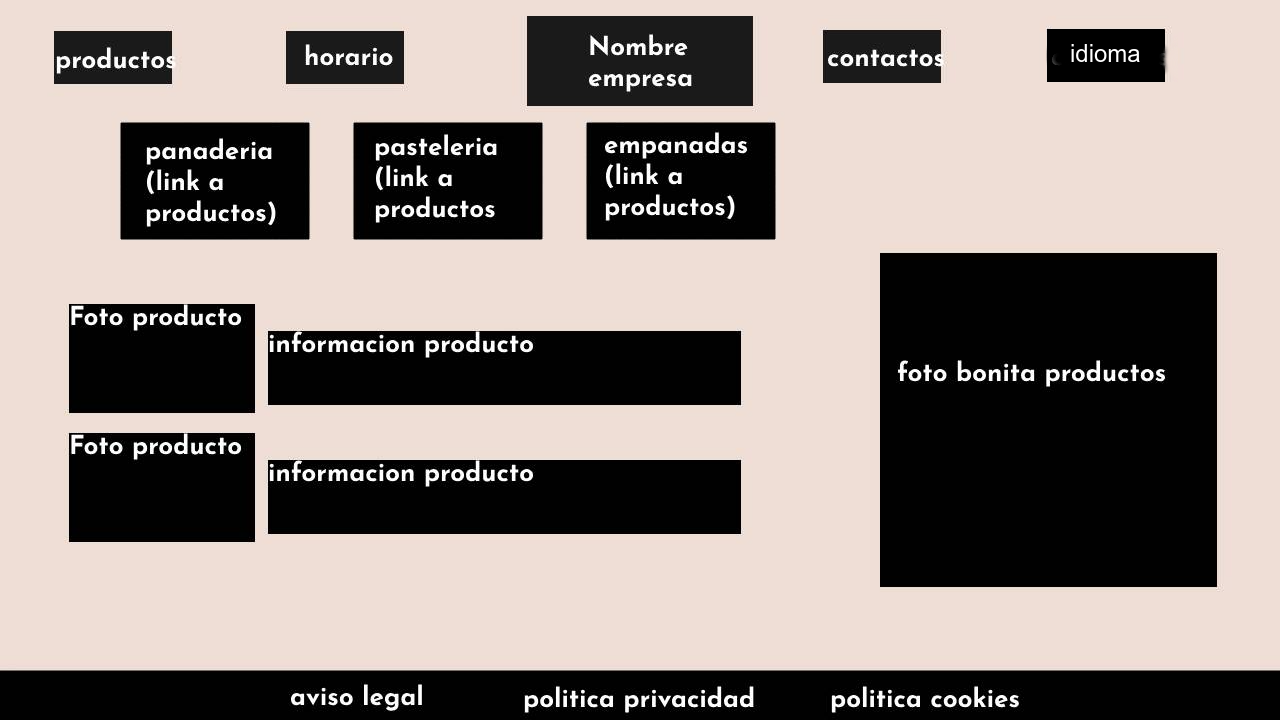 productos
horario
Nombre
empresa
contactos
idioma
panaderia
(link a
productos)
pasteleria
(link a
productos
empanadas
(link a
productos)
Foto producto
informacion producto
foto bonita productos
Foto producto
informacion producto
aviso legal
politica privacidad
politica cookies